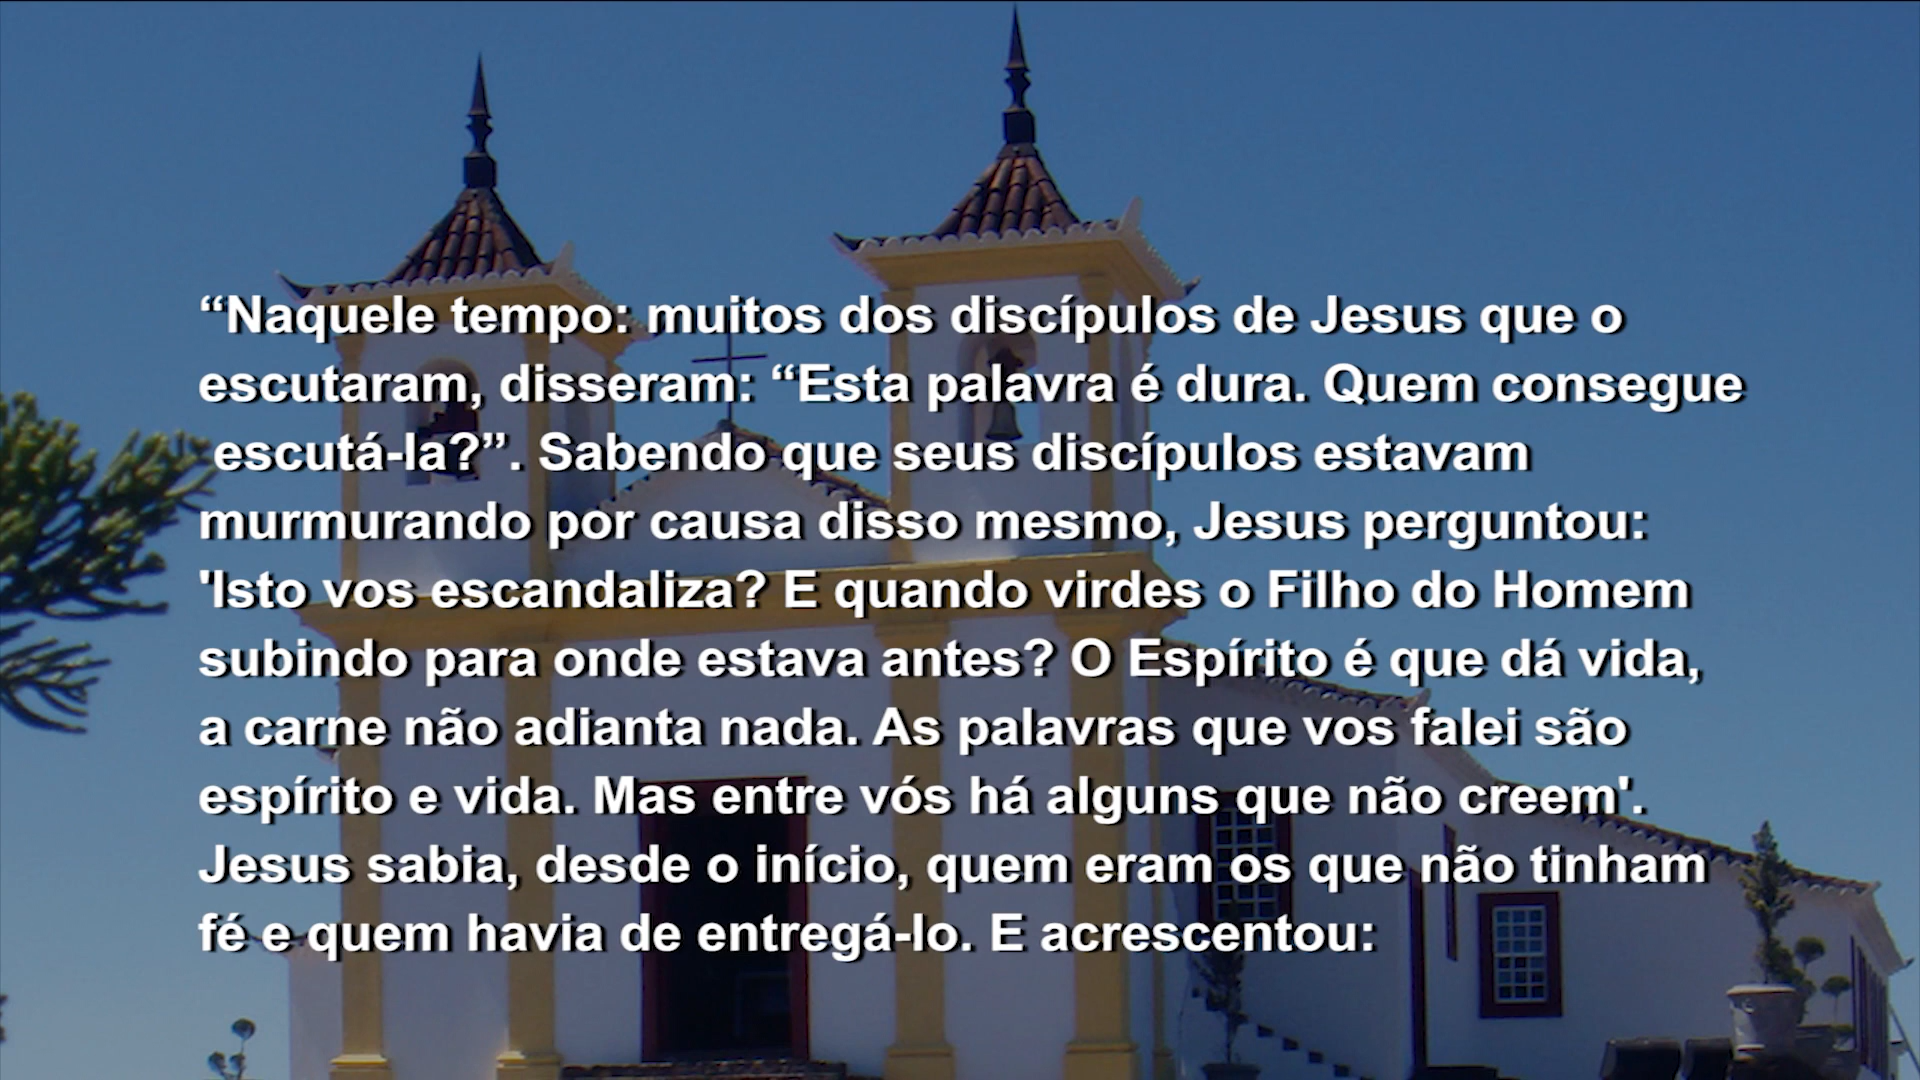 “Naquele tempo: muitos dos discípulos de Jesus que o
escutaram, disseram: “Esta palavra é dura. Quem consegue
escutá-la?”. Sabendo que seus discípulos estavam
murmurando por causa disso mesmo, Jesus perguntou:
'Isto vos escandaliza? E quando virdes o Filho do Homem
subindo para onde estava antes? O Espírito é que dá vida,
a carne não adianta nada. As palavras que vos falei são
espírito e vida. Mas entre vós há alguns que não creem'.
Jesus sabia, desde o início, quem eram os que não tinham
fé e quem havia de entregá-lo. E acrescentou: